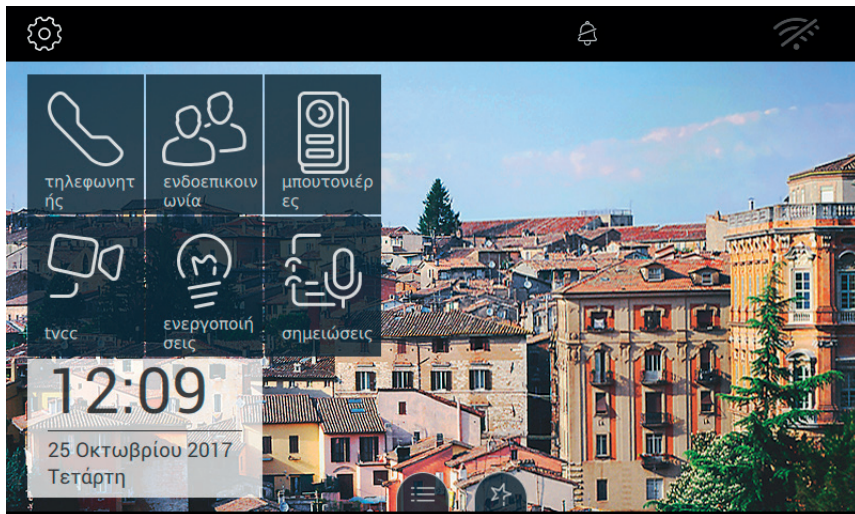 τηλεφωνητ
ής
ενδοεπικοιν
ωνία
μπουτονιέρ
ες
tvcc
ενεργοποιή
σεις
σημειώσεις
12:09
25 Οκτωβρίου 2017
Τετάρτη